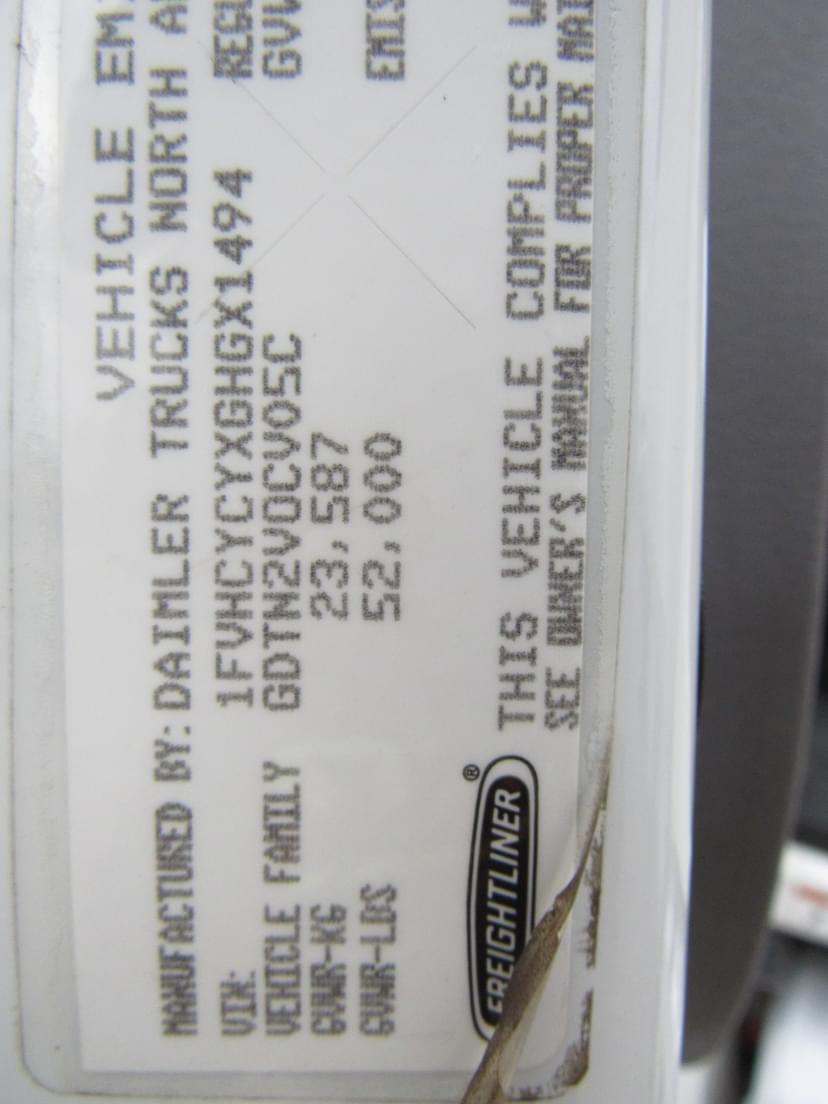 VEHICLE EMI
MANUFACTURED BY: DAIMLER TRUCKS NORTH A
VIN: 1FVHCYCYXGHGX1494 REGU
VEHICLE FAMILY GDTN2VOCV05C GVW
GVWR-KG 23,587
GVWR-LBS 52,000 EMIS
FREIGHTLINER®
THIS VEHICLE COMPLIES W
SEE OWNER'S MANUAL FOR PROPER MAI